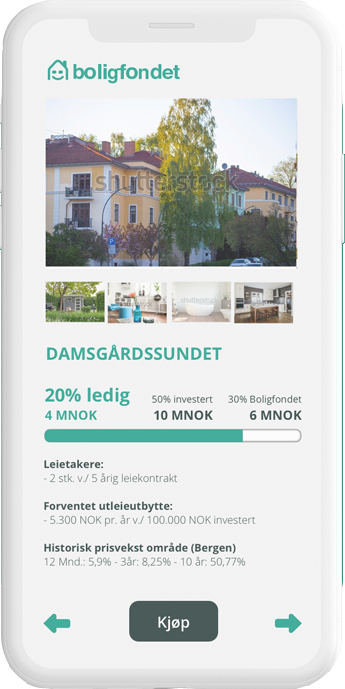 boligfondet
shutterstock
shutterstock
DAMSGÅRDSSUNDET
20% ledig 50% investert 30% Boligfondet
4 MNOK 10 MNOK 6 MNOK
Leietakere:
- 2 stk. v./ 5 årig leiekontrakt
Forventet utleieutbytte:
- 5.300 NOK pr. år v./ 100.000 NOK investert
Historisk prisvekst område (Bergen)
12 Mnd.: 5,9% - 3år: 8,25% - 10 år: 50,77%
Kjøp